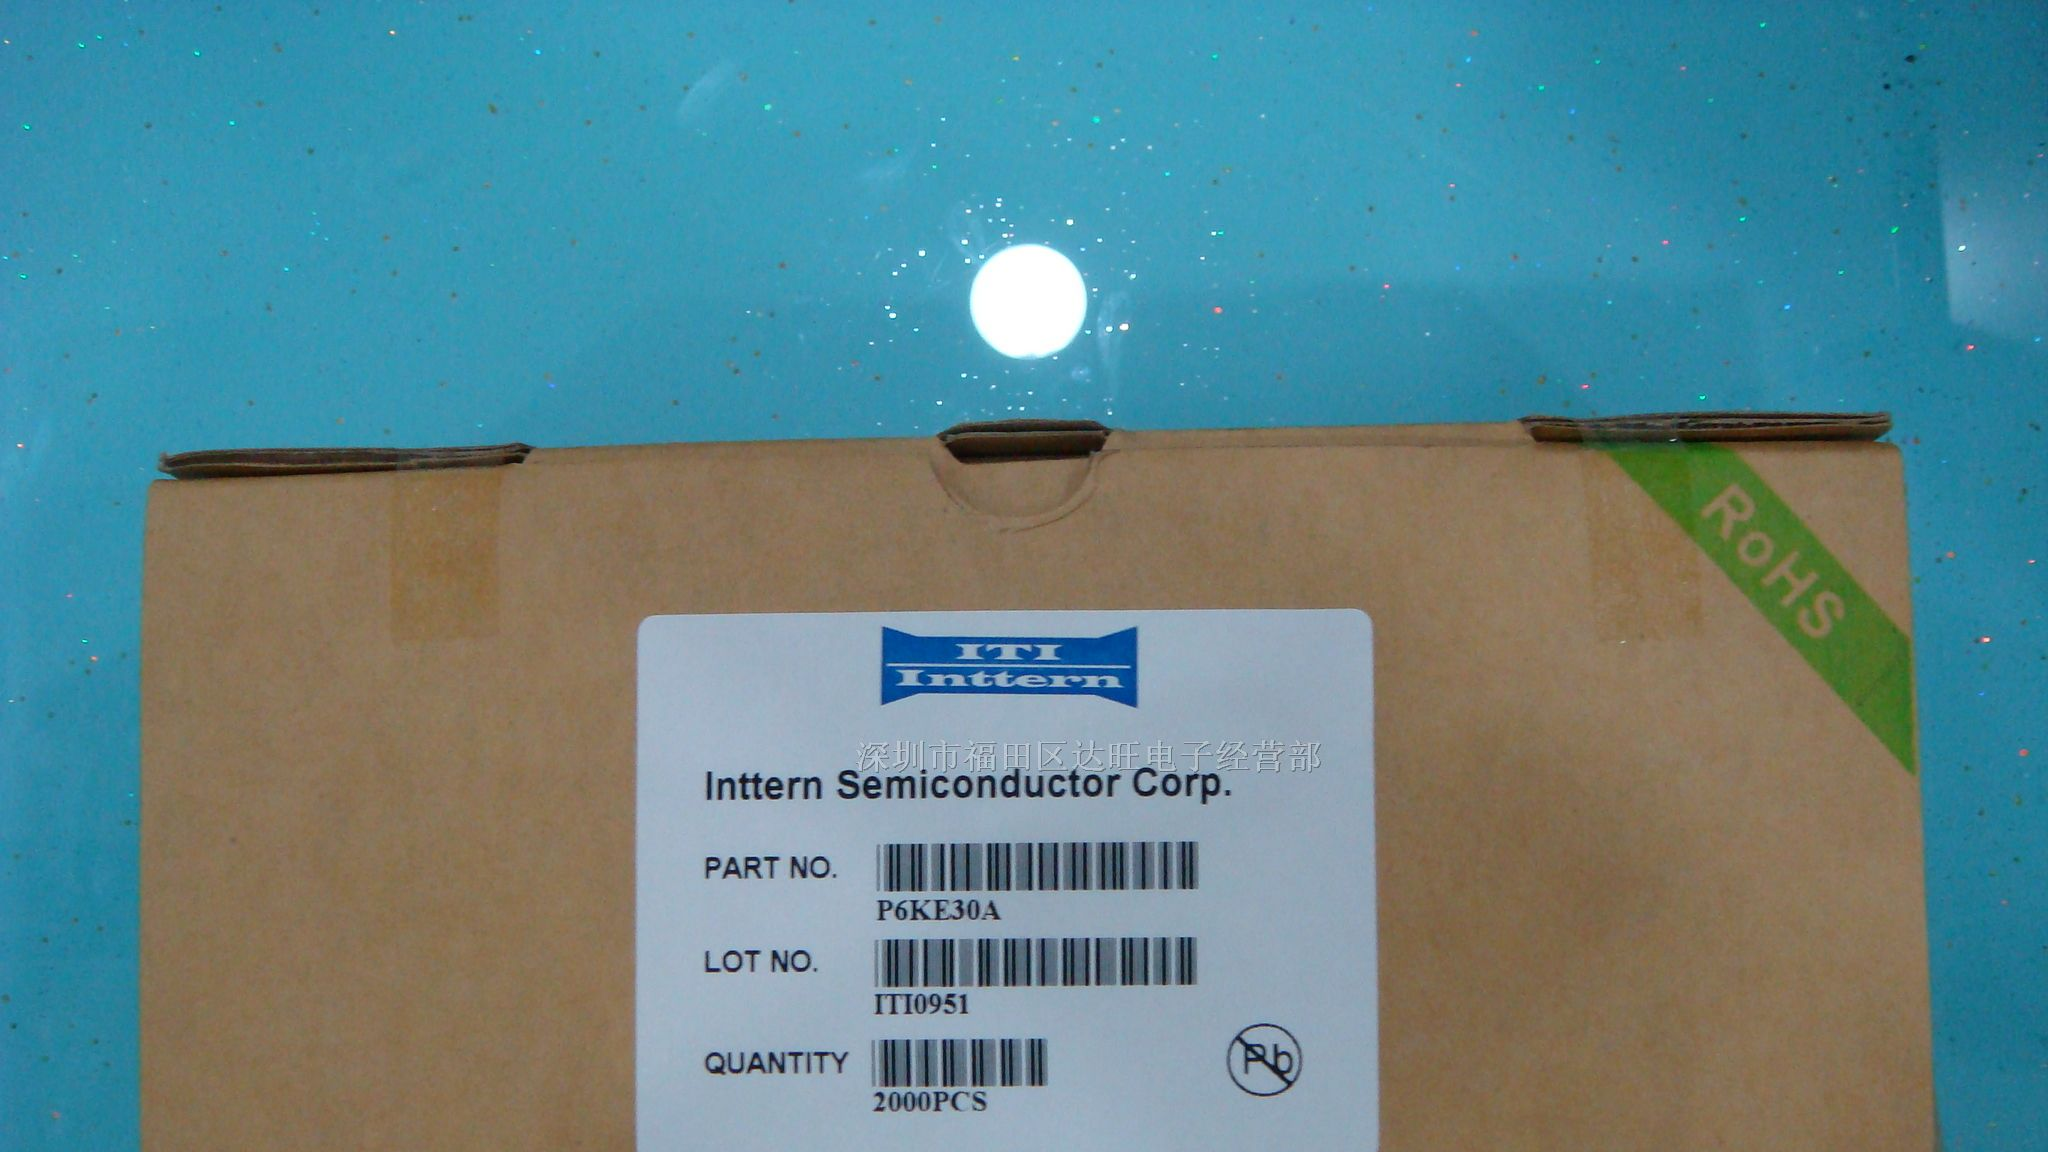 RoHS
ITI
Inttern
深圳市福田区达旺电子经营部
Inttern Semiconductor Corp.
PART NO.
P6KE30A
LOT NO.
ITI0951
QUANTITY
2000PCS
Pb